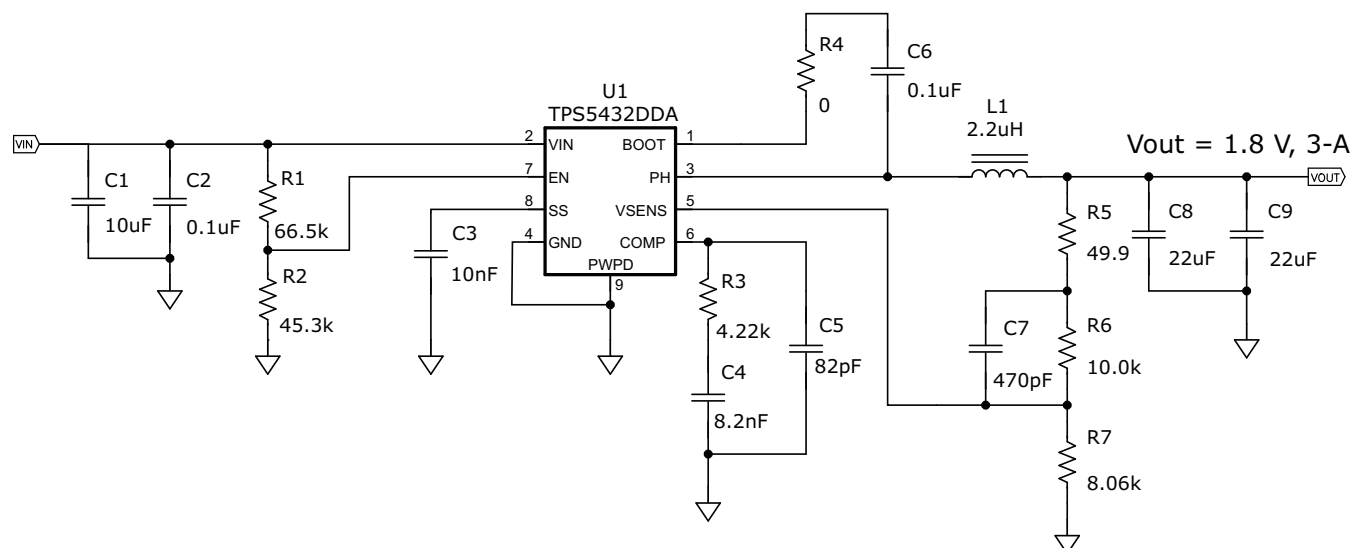 R4
0
C6
0.1uF
U1
TPS5432DDA
L1
2.2uH
Vout = 1.8 V, 3-A
VIN
2
VIN
BOOT
1
7
EN
PH
3
8
SS
VSENS
5
4
GND
COMP
6
PWPD
9
VOUT
C1
10uF
C2
0.1uF
R1
66.5k
R2
45.3k
C3
10nF
R3
4.22k
C4
8.2nF
C5
82pF
C7
470pF
R5
49.9
R6
10.0k
R7
8.06k
C8
22uF
C9
22uF